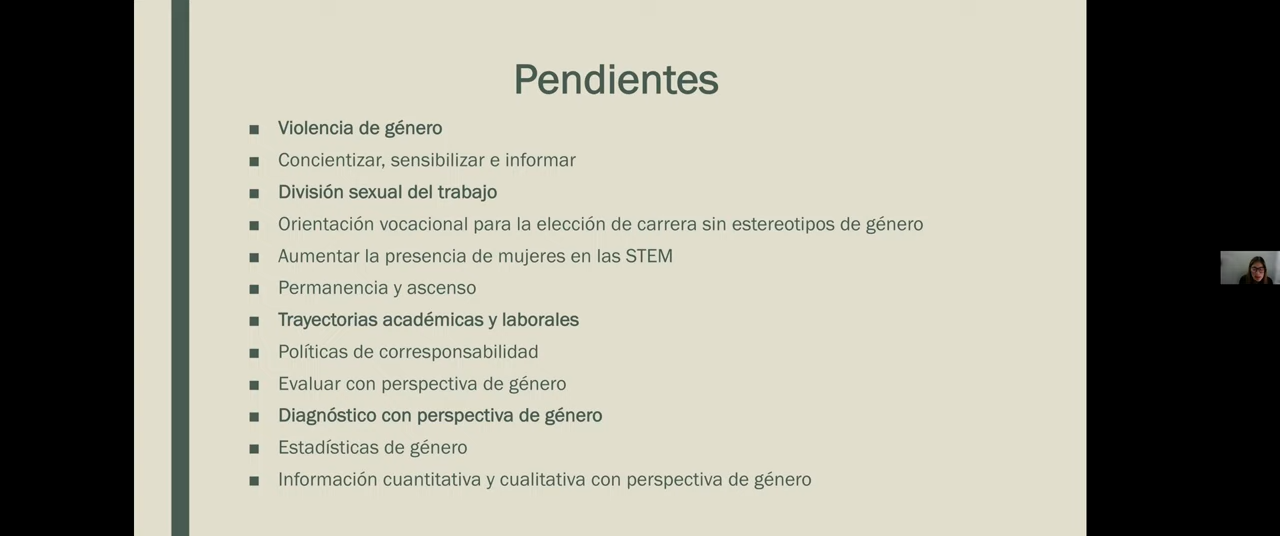 Pendientes
■ Violencia de género
■ Concientizar, sensibilizar e informar
■ División sexual del trabajo
■ Orientación vocacional para la elección de carrera sin estereotipos de género
■ Aumentar la presencia de mujeres en las STEM
■ Permanencia y ascenso
■ Trayectorias académicas y laborales
■ Políticas de corresponsabilidad
■ Evaluar con perspectiva de género
■ Diagnóstico con perspectiva de género
■ Estadísticas de género
■ Información cuantitativa y cualitativa con perspectiva de género